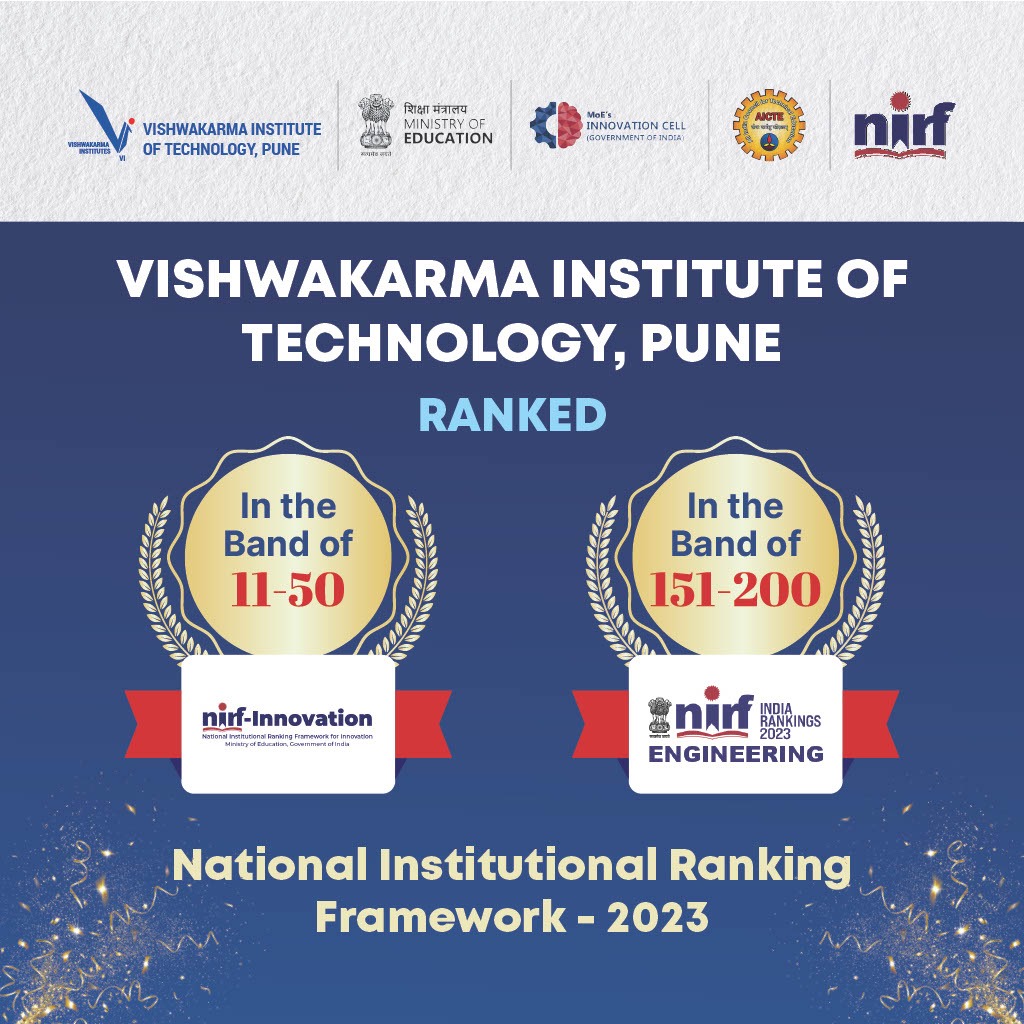 VISHWAKARMA INSTITUTES
VI
VISHWAKARMA INSTITUTE
OF TECHNOLOGY, PUNE
शिक्षा मंत्रालय
MINISTRY OF
EDUCATION
सत्यमेव जयते
MoE's
INNOVATION CELL
(GOVERNMENT OF INDIA)
AICTE
nirf
VISHWAKARMA INSTITUTE OF
TECHNOLOGY, PUNE
RANKED
In the
Band of
11-50
nirf-Innovation
National Institutional Ranking Framework for Innovation
Ministry of Education, Government of India
In the
Band of
151-200
nirf
INDIA
RANKINGS
2023
ENGINEERING
National Institutional Ranking
Framework - 2023